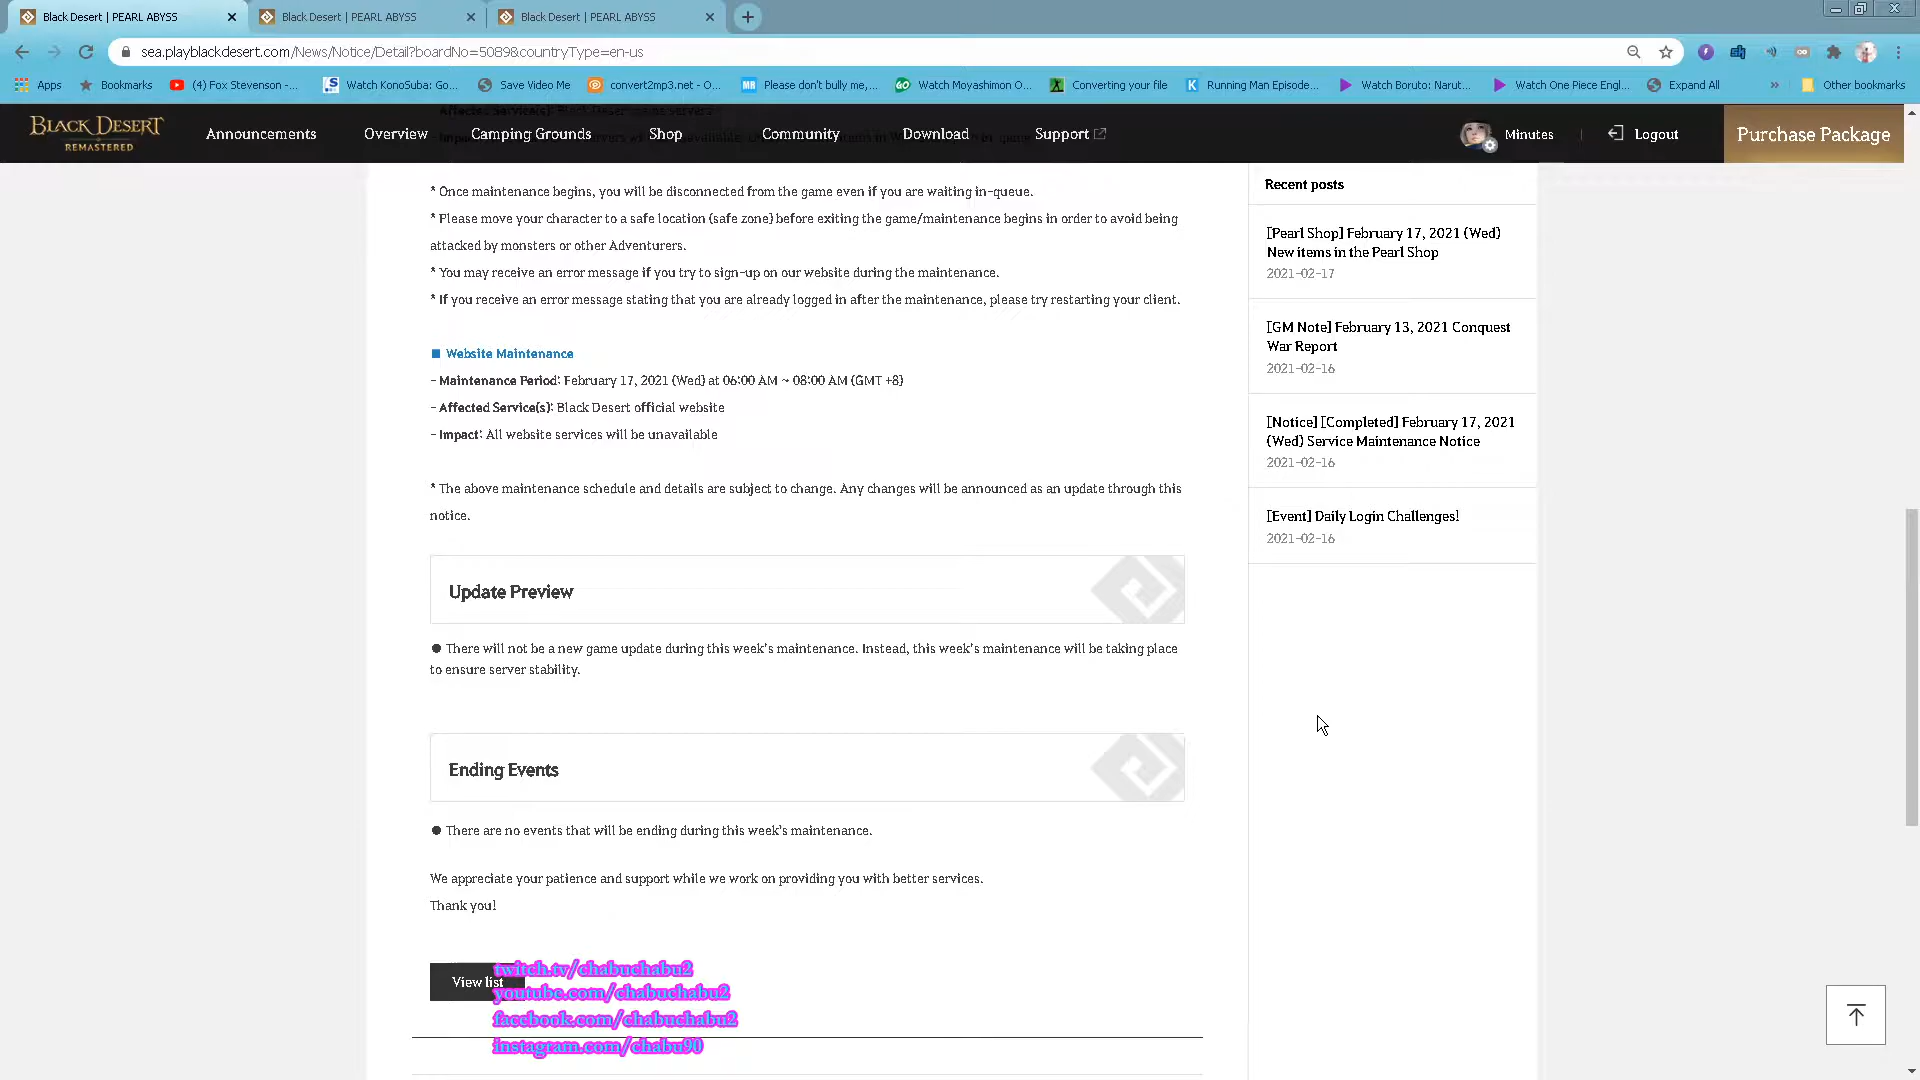 Black Desert | PEARL ABYSS
Black Desert | PEARL ABYSS
Black Desert | PEARL ABYSS
sea.playblackdesert.com/News/Notice/Detail?boardNo=5089&countryType=en-us
Apps
Bookmarks
(4) Fox Stevenson -...
Watch KonoSuba: Go...
Save Video Me
convert2mp3.net - O...
Please don't bully me,...
Watch Moyashimon O...
Converting your file
Running Man Episode...
Watch Boruto: Narut...
Watch One Piece Engl...
Expand All
»
Other bookmarks
BLACK DESERT
REMASTERED
Announcements
Overview
Camping Grounds
Shop
Community
Download
Support
Minutes
Logout
Purchase Package
* Once maintenance begins, you will be disconnected from the game even if you are waiting in-queue.
* Please move your character to a safe location (safe zone) before exiting the game/maintenance begins in order to avoid being
attacked by monsters or other Adventurers.
* You may receive an error message if you try to sign-up on our website during the maintenance.
* If you receive an error message stating that you are already logged in after the maintenance, please try restarting your client.
■ Website Maintenance
- Maintenance Period: February 17, 2021 (Wed) at 06:00 AM ~ 08:00 AM (GMT +8)
- Affected Service(s): Black Desert official website
- Impact: All website services will be unavailable
* The above maintenance schedule and details are subject to change. Any changes will be announced as an update through this
notice.
Update Preview
● There will not be a new game update during this week's maintenance. Instead, this week's maintenance will be taking place
to ensure server stability.
Ending Events
● There are no events that will be ending during this week's maintenance.
We appreciate your patience and support while we work on providing you with better services.
Thank you!
View list
twitch.tv/chabuchabu2
youtube.com/chabuchabu2
facebook.com/chabuchabu2
instagram.com/chabu90
Recent posts
[Pearl Shop] February 17, 2021 (Wed)
New items in the Pearl Shop
2021-02-17
[GM Note] February 13, 2021 Conquest
War Report
2021-02-16
[Notice] [Completed] February 17, 2021
(Wed) Service Maintenance Notice
2021-02-16
[Event] Daily Login Challenges!
2021-02-16